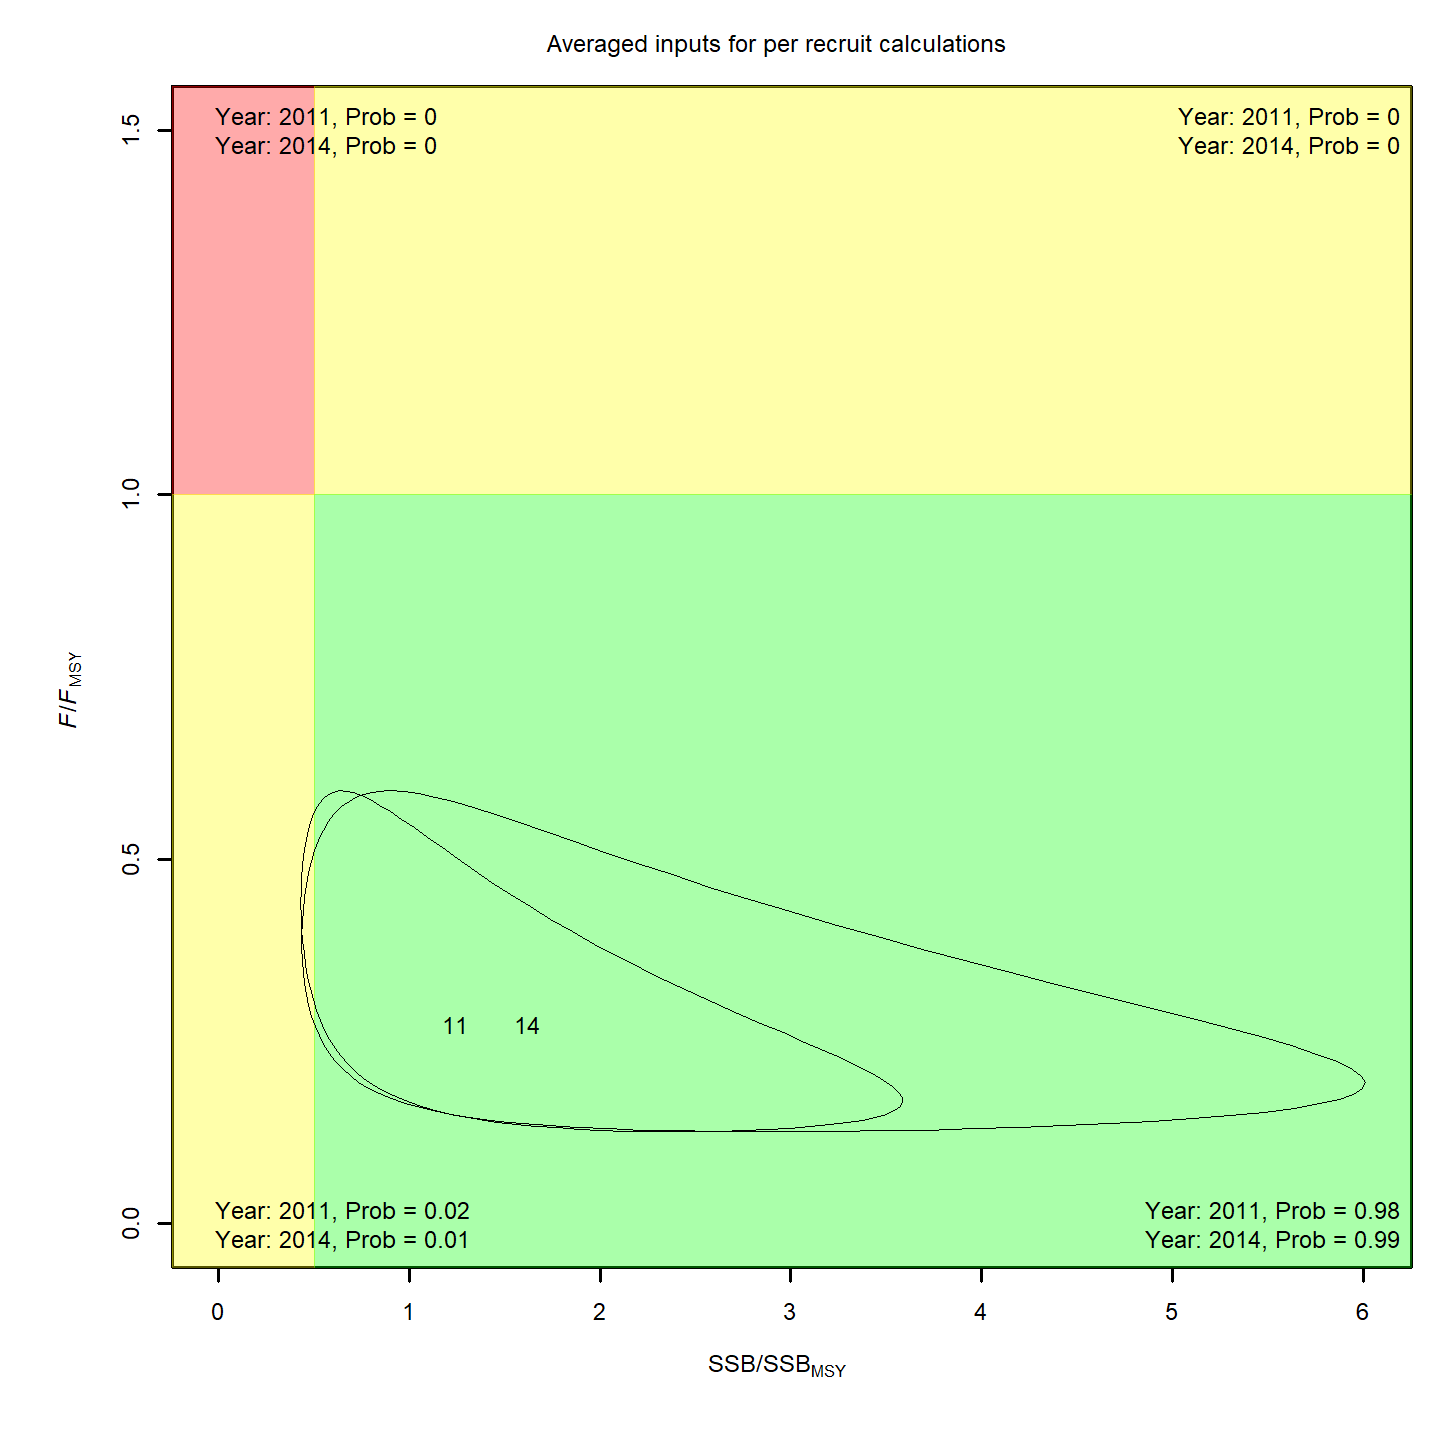 Averaged inputs for per recruit calculations
Year: 2011, Prob = 0
Year: 2014, Prob = 0
Year: 2011, Prob = 0
Year: 2014, Prob = 0
1.5
1.0
0.5
0.0
F/F_MSY
11
14
Year: 2011, Prob = 0.02
Year: 2014, Prob = 0.01
Year: 2011, Prob = 0.98
Year: 2014, Prob = 0.99
0 1 2 3 4 5 6
SSB/SSB_MSY